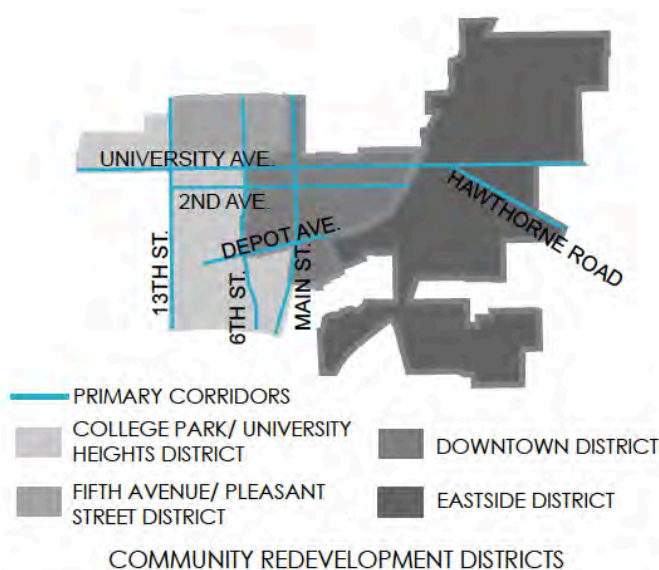 UNIVERSITY AVE.
2ND AVE.
DEPOT AVE.
HAWTHORNE ROAD
13TH ST.
6TH ST.
MAIN ST.
PRIMARY CORRIDORS
COLLEGE PARK/ UNIVERSITY
HEIGHTS DISTRICT
DOWNTOWN DISTRICT
FIFTH AVENUE/ PLEASANT
STREET DISTRICT
EASTSIDE DISTRICT
COMMUNITY REDEVELOPMENT DISTRICTS